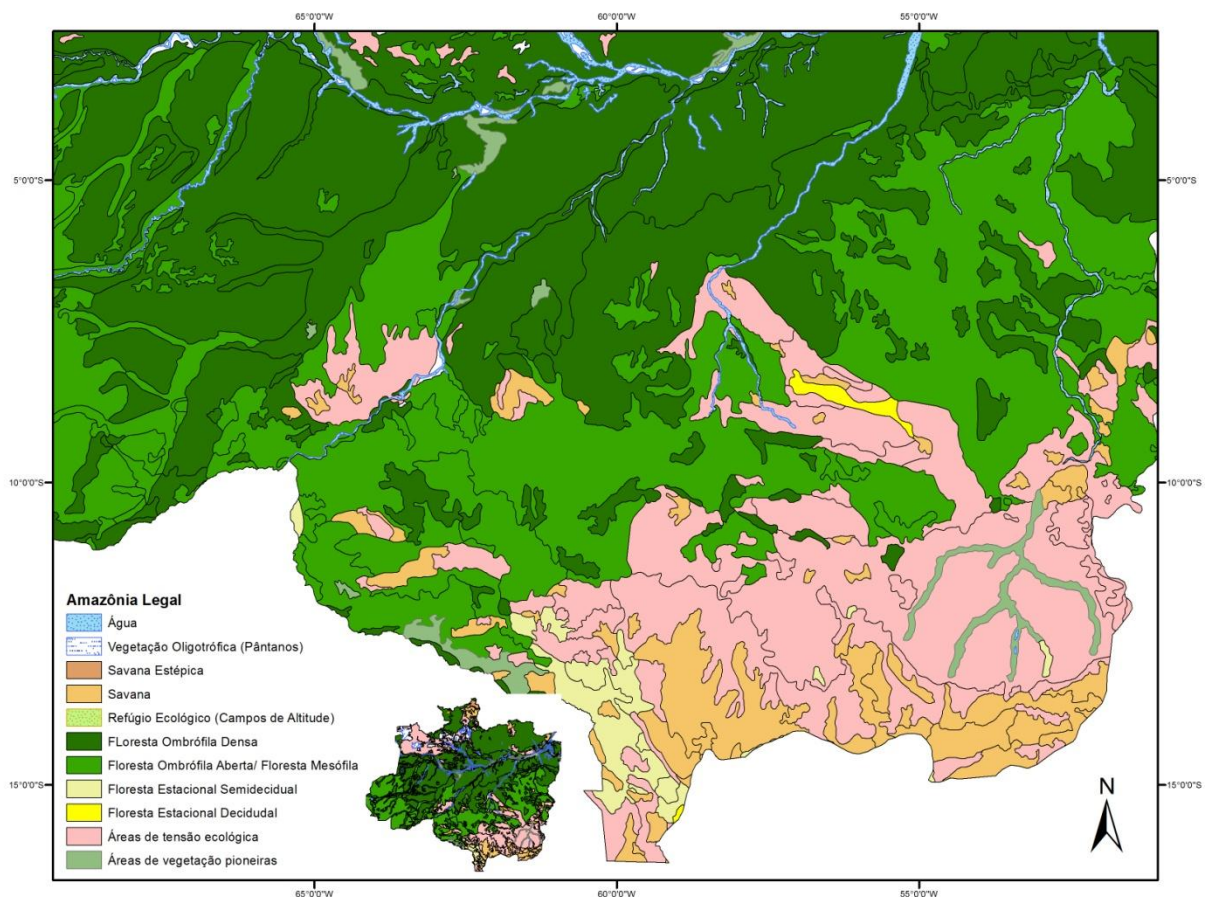 65°0'0"W 60°0'0"W 55°0'0"W
5°0'0"S 5°0'0"S
10°0'0"S 10°0'0"S
Amazônia Legal
Água
Vegetação Oligotrófica (Pântanos)
Savana Estépica
Savana
Refúgio Ecológico (Campos de Altitude)
FLoresta Ombrófila Densa
Floresta Ombrófila Aberta/ Floresta Mesófila
Floresta Estacional Semidecidual
Floresta Estacional Decidudal
Áreas de tensão ecológica
Áreas de vegetação pioneiras
15°0'0"S 15°0'0"S
N
65°0'0"W 60°0'0"W 55°0'0"W